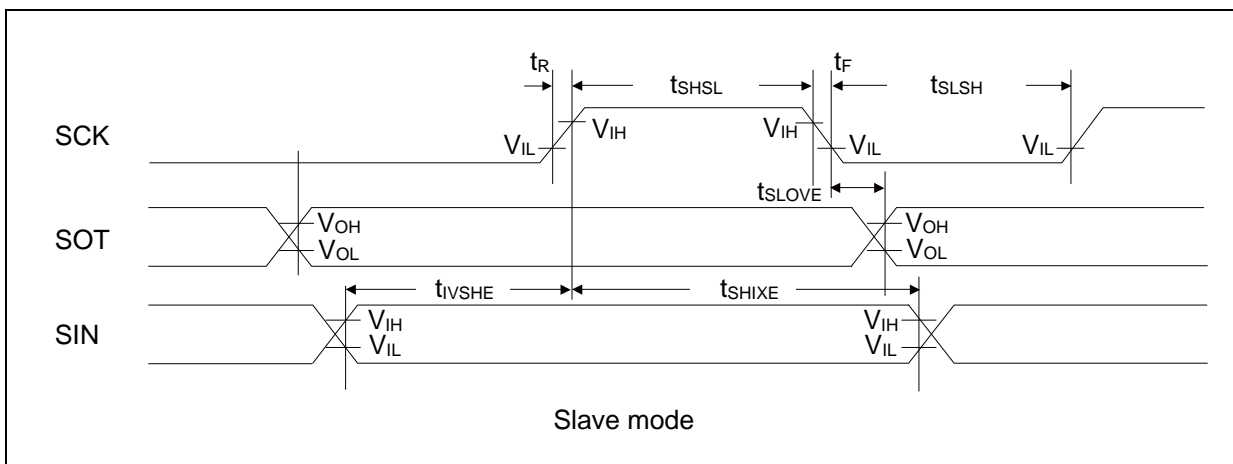 tR tSHSL tF tSLSH
SCK VIL VIH VIH VIL VIL
tSLOVE
SOT VOH VOL VOH VOL
tIVSHE tSHIXE
SIN VIH VIL VIH VIL
Slave mode